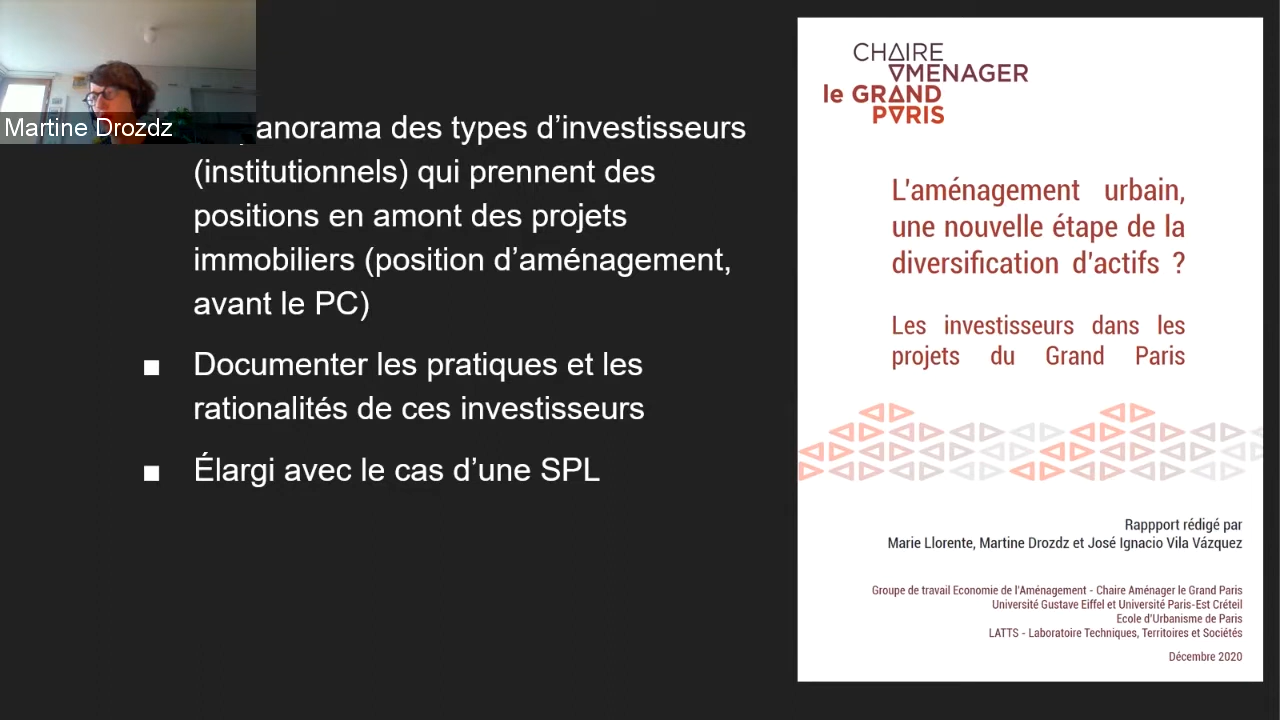 Martine Drozdz
anorama des types d’investisseurs
(institutionnels) qui prennent des
positions en amont des projets
immobiliers (position d’aménagement,
avant le PC)
■ Documenter les pratiques et les
rationalités de ces investisseurs
■ Élargi avec le cas d’une SPL
CHAIRE
AMENAGER
le GRAND
PARIS
L'aménagement urbain,
une nouvelle étape de la
diversification d'actifs ?
Les investisseurs dans les
projets du Grand Paris
Rappport rédigé par
Marie Llorente, Martine Drozdz et José Ignacio Vila Vázquez
Groupe de travail Economie de l'Aménagement - Chaire Aménager le Grand Paris
Université Gustave Eiffel et Université Paris-Est Créteil
Ecole d'Urbanisme de Paris
LATTS - Laboratoire Techniques, Territoires et Sociétés
Décembre 2020